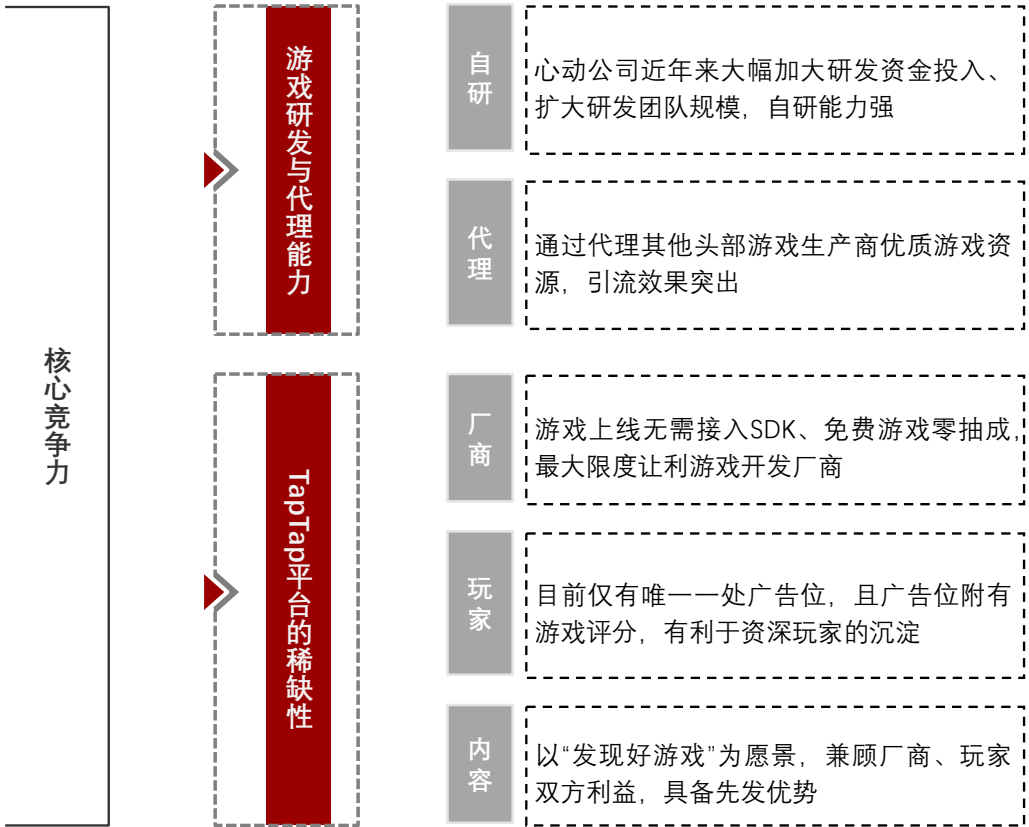 核心竞争力
游戏研发与代理能力
自研
心动公司近年来大幅加大研发资金投入、
扩大研发团队规模，自研能力强
代理
通过代理其他头部游戏生产商优质游戏资
源，引流效果突出
TapTap平台的稀缺性
厂商
游戏上线无需接入SDK、免费游戏零抽成，
最大限度让利游戏开发厂商
玩家
目前仅有唯一一处广告位，且广告位附有
游戏评分，有利于资深玩家的沉淀
内容
以“发现好游戏”为愿景，兼顾厂商、玩家
双方利益，具备先发优势